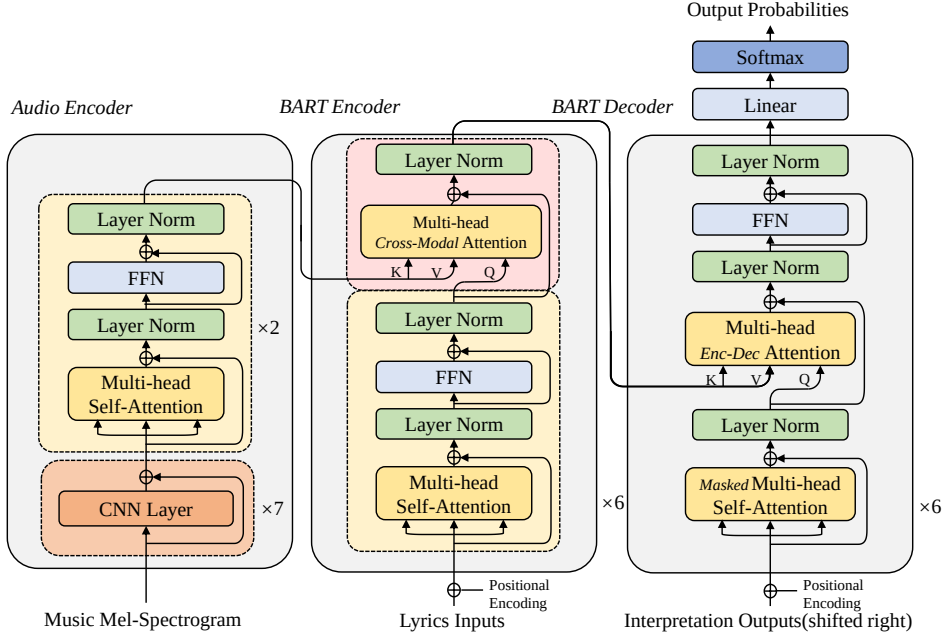 Output Probabilities
Softmax
Linear
Audio Encoder
Layer Norm
FFN
Layer Norm
×2
Multi-head
Self-Attention
CNN Layer
×7
Music Mel-Spectrogram
BART Encoder
Layer Norm
Multi-head
Cross-Modal Attention
K V Q
Layer Norm
FFN
Layer Norm
Multi-head
Self-Attention
×6
Positional
Encoding
Lyrics Inputs
BART Decoder
Layer Norm
FFN
Layer Norm
Multi-head
Enc-Dec Attention
K V Q
Layer Norm
Masked Multi-head
Self-Attention
×6
Positional
Encoding
Interpretation Outputs(shifted right)